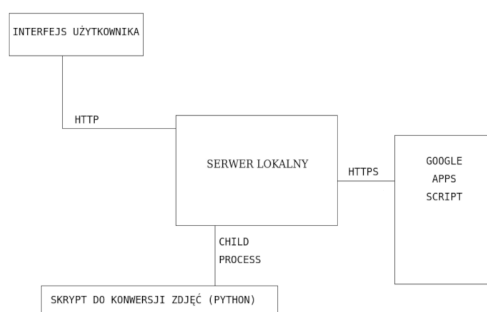 INTERFEJS UŻYTKOWNIKA
HTTP
SERWER LOKALNY
HTTPS
GOOGLE
APPS
SCRIPT
CHILD
PROCESS
SKRYPT DO KONWERSJI ZDJĘĆ (PYTHON)